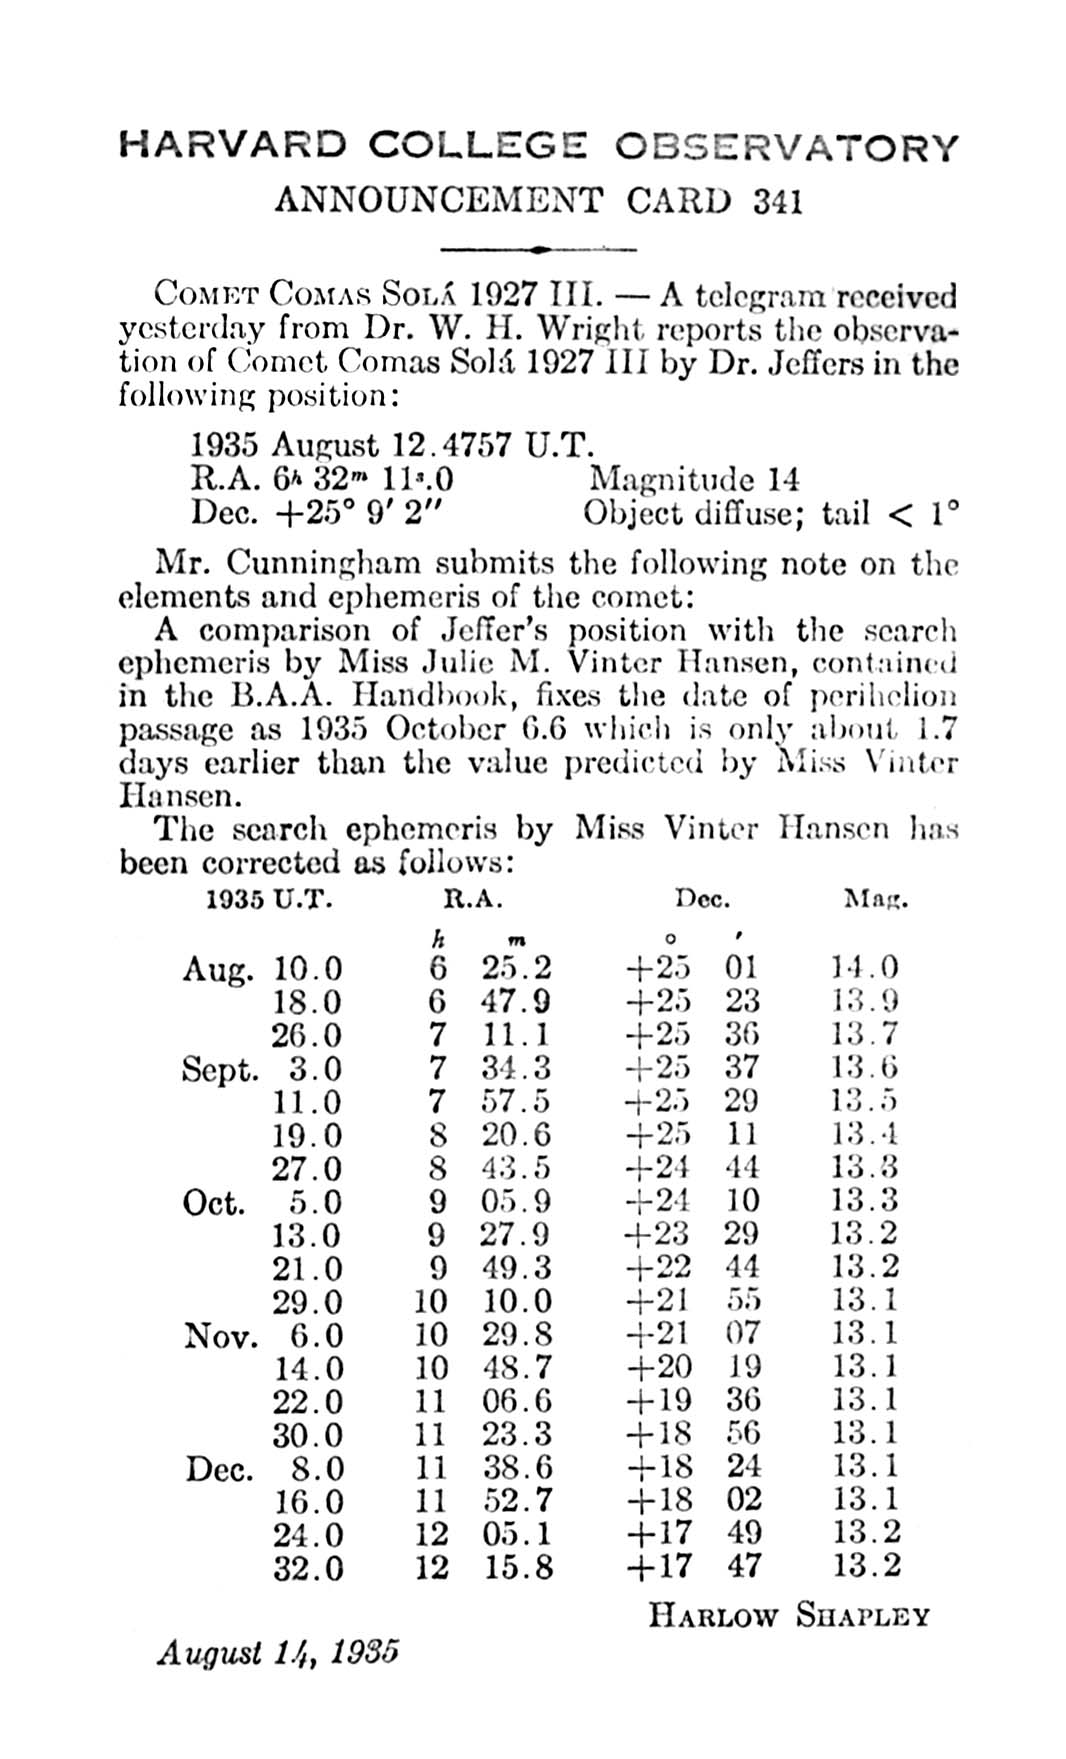 HARVARD COLLEGE OBSERVATORY
ANNOUNCEMENT CARD 341
COMET COMAS SOLÁ 1927 III. — A telegram received
yesterday from Dr. W. H. Wright reports the observa-
tion of Comet Comas Solá 1927 III by Dr. Jeffers in the
following position:
1935 August 12.4757 U.T.
R.A. 6h 32m 11s.0 Magnitude 14
Dec. +25° 9′ 2″ Object diffuse; tail < 1°
Mr. Cunningham submits the following note on the
elements and ephemeris of the comet:
A comparison of Jeffer's position with the search
ephemeris by Miss Julie M. Vinter Hansen, contained
in the B.A.A. Handbook, fixes the date of perihelion
passage as 1935 October 6.6 which is only about 1.7
days earlier than the value predicted by Miss Vinter
Hansen.
The search ephemeris by Miss Vinter Hansen has
been corrected as follows:
1935 U.T. R.A. Dec. Mag.
h m ° ′
Aug. 10.0 6 25.2 +25 01 14.0
18.0 6 47.9 +25 23 13.9
26.0 7 11.1 +25 36 13.7
Sept. 3.0 7 34.3 +25 37 13.6
11.0 7 57.5 +25 29 13.5
19.0 8 20.6 +25 11 13.4
27.0 8 43.5 +24 44 13.3
Oct. 5.0 9 05.9 +24 10 13.3
13.0 9 27.9 +23 29 13.2
21.0 9 49.3 +22 44 13.2
29.0 10 10.0 +21 55 13.1
Nov. 6.0 10 29.8 +21 07 13.1
14.0 10 48.7 +20 19 13.1
22.0 11 06.6 +19 36 13.1
30.0 11 23.3 +18 56 13.1
Dec. 8.0 11 38.6 +18 24 13.1
16.0 11 52.7 +18 02 13.1
24.0 12 05.1 +17 49 13.2
32.0 12 15.8 +17 47 13.2
HARLOW SHAPLEY
August 14, 1935